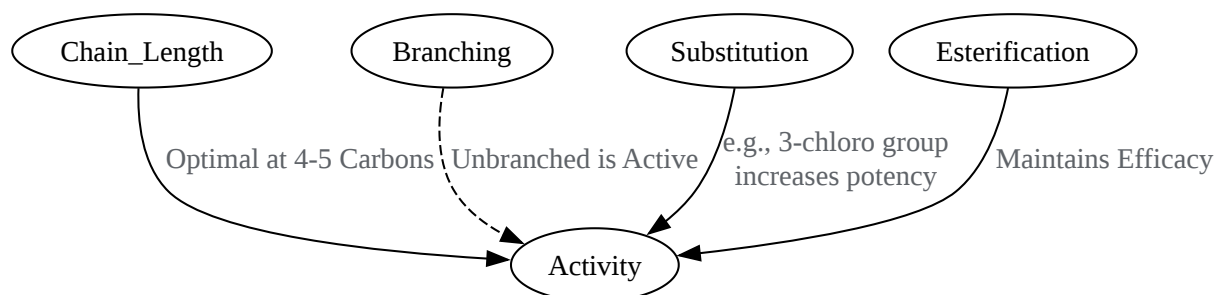 Chain_Length
Branching
Substitution
Esterification
Optimal at 4-5 Carbons
Unbranched is Active
e.g., 3-chloro group
increases potency
Maintains Efficacy
Activity